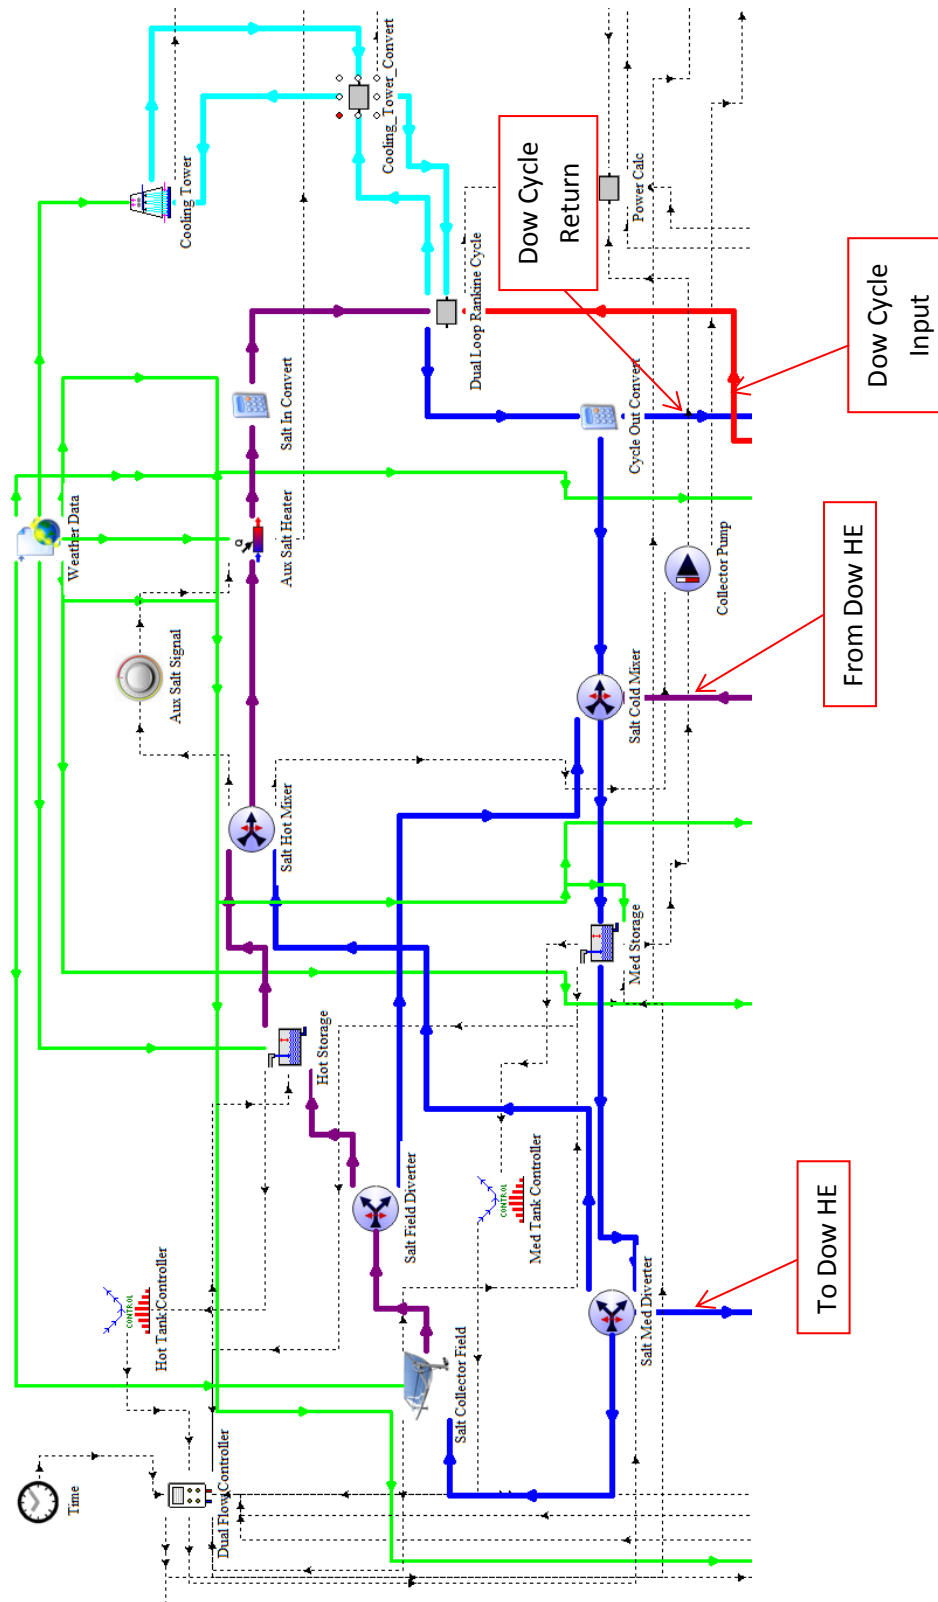 Time
Dual Flow Controller
Hot Tank Controller
CONTROL
Salt Collector Field
Salt Field Diverter
Hot Storage
Med Tank Controller
CONTROL
Salt Med Diverter
To Dow HE
Salt Hot Mixer
Aux Salt Signal
Weather Data
Aux Salt Heater
Q
Salt In Convert
Med Storage
Salt Cold Mixer
From Dow HE
Collector Pump
Cycle Out Convert
Dual Loop Rankine Cycle
Cooling Tower
Cooling_Tower_Convert
Power Calc
Dow Cycle
Return
Dow Cycle
Input